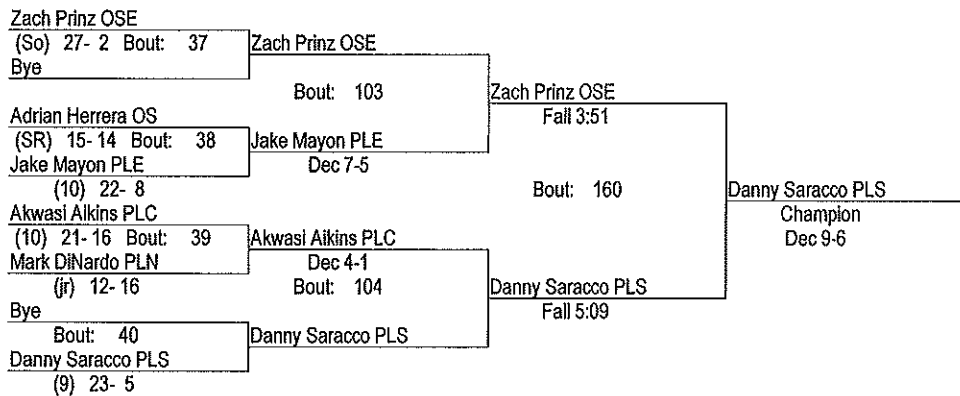 Zach Prinz OSE
(So) 27- 2 Bout: 37
Bye
Zach Prinz OSE
Bout: 103
Adrian Herrera OS
(SR) 15- 14 Bout: 38
Jake Mayon PLE
(10) 22- 8
Jake Mayon PLE
Dec 7-5
Zach Prinz OSE
Fall 3:51
Bout: 160
Akwasi Aikins PLC
(10) 21- 16 Bout: 39
Mark DiNardo PLN
(jr) 12- 16
Akwasi Aikins PLC
Dec 4-1
Bout: 104
Bye
Bout: 40
Danny Saracco PLS
(9) 23- 5
Danny Saracco PLS
Danny Saracco PLS
Fall 5:09
Danny Saracco PLS
Champion
Dec 9-6